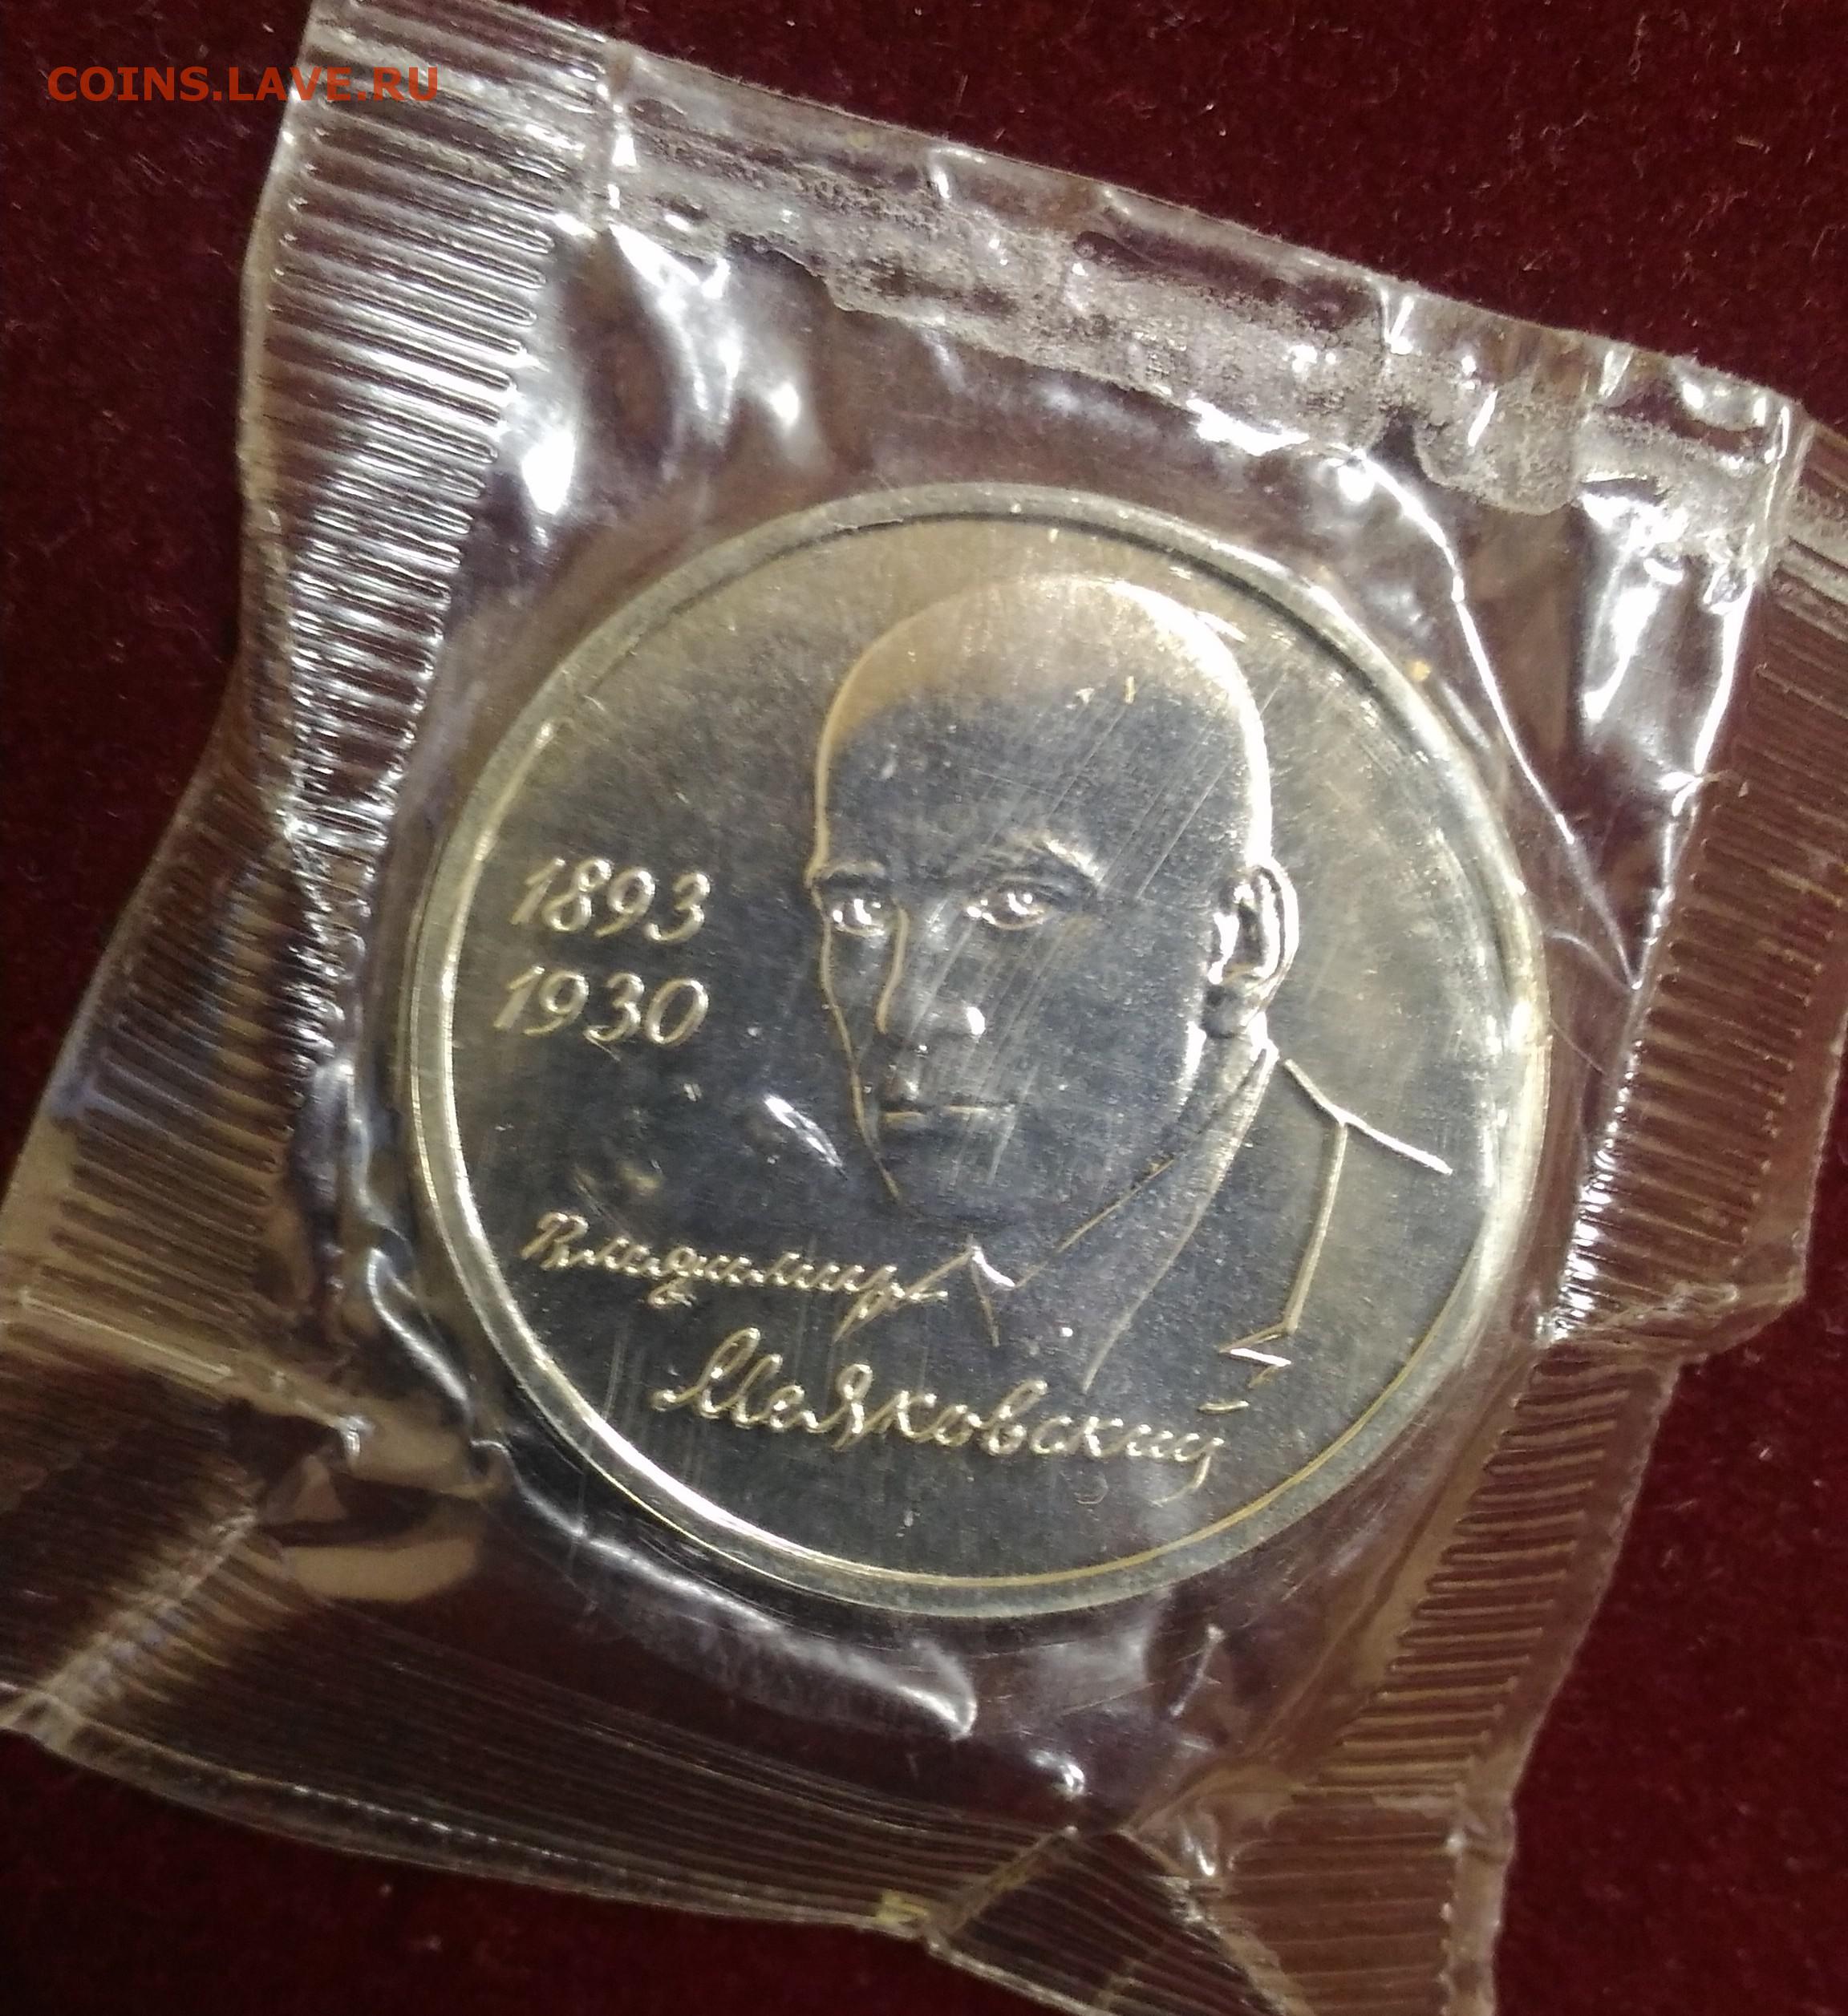 COINS.LAVE.RU
1893
1930
Владимир
Маяковский